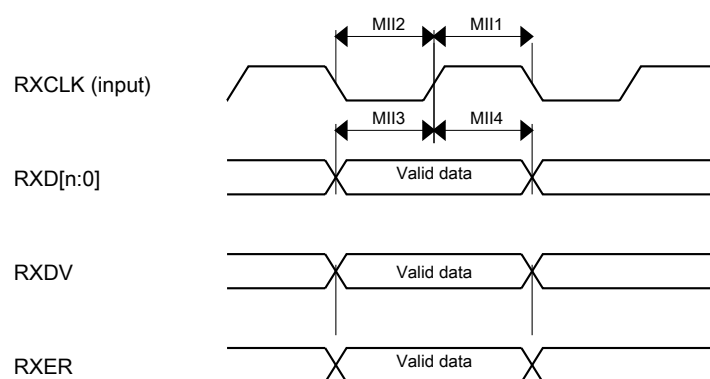 MII2 MII1
RXCLK (input)
MII3 MII4
RXD[n:0] Valid data
RXDV Valid data
RXER Valid data